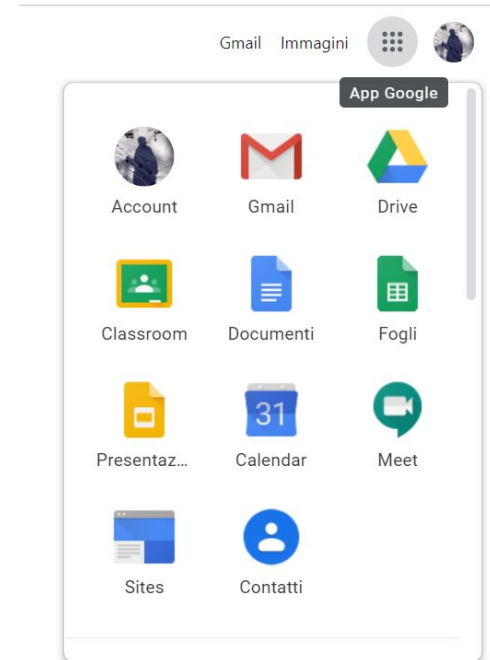 Gmail Immagini
App Google
Account Gmail Drive
Classroom Documenti Fogli
31
Presentaz... Calendar Meet
Sites Contatti